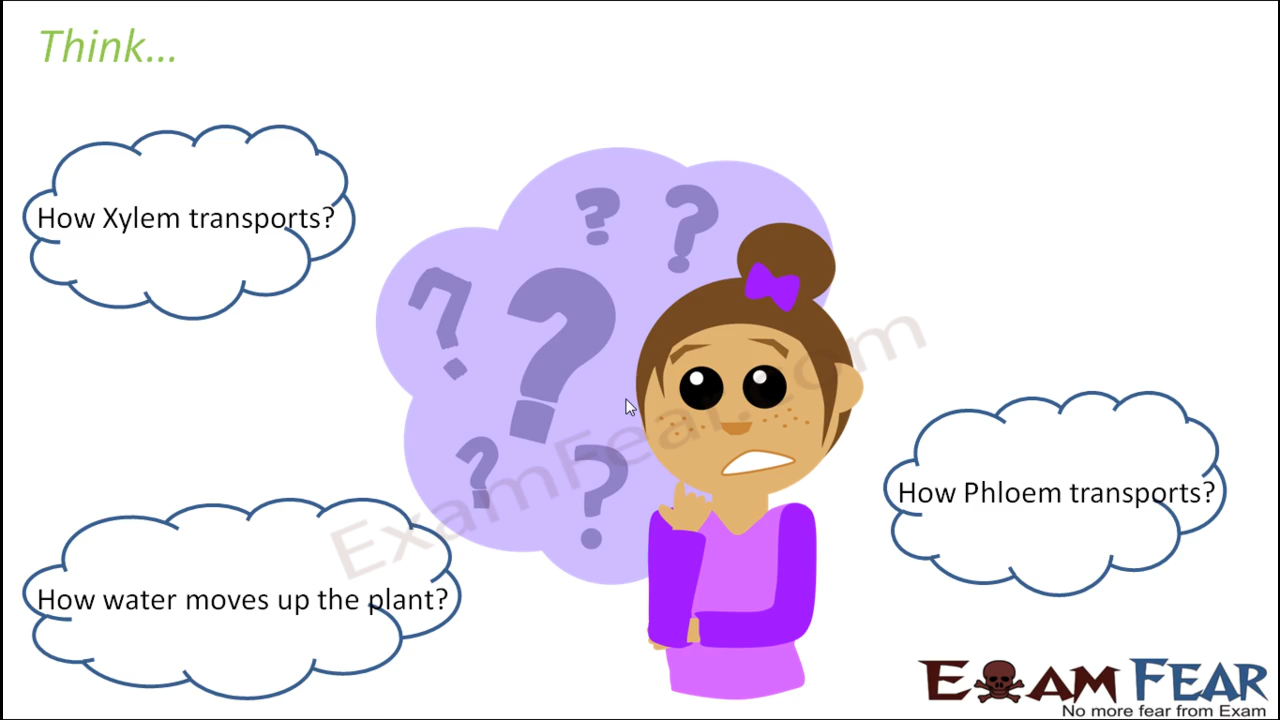 Think...
How Xylem transports?
How Phloem transports?
How water moves up the plant?
ExamFear.com
EXAM FEAR
No more fear from Exam